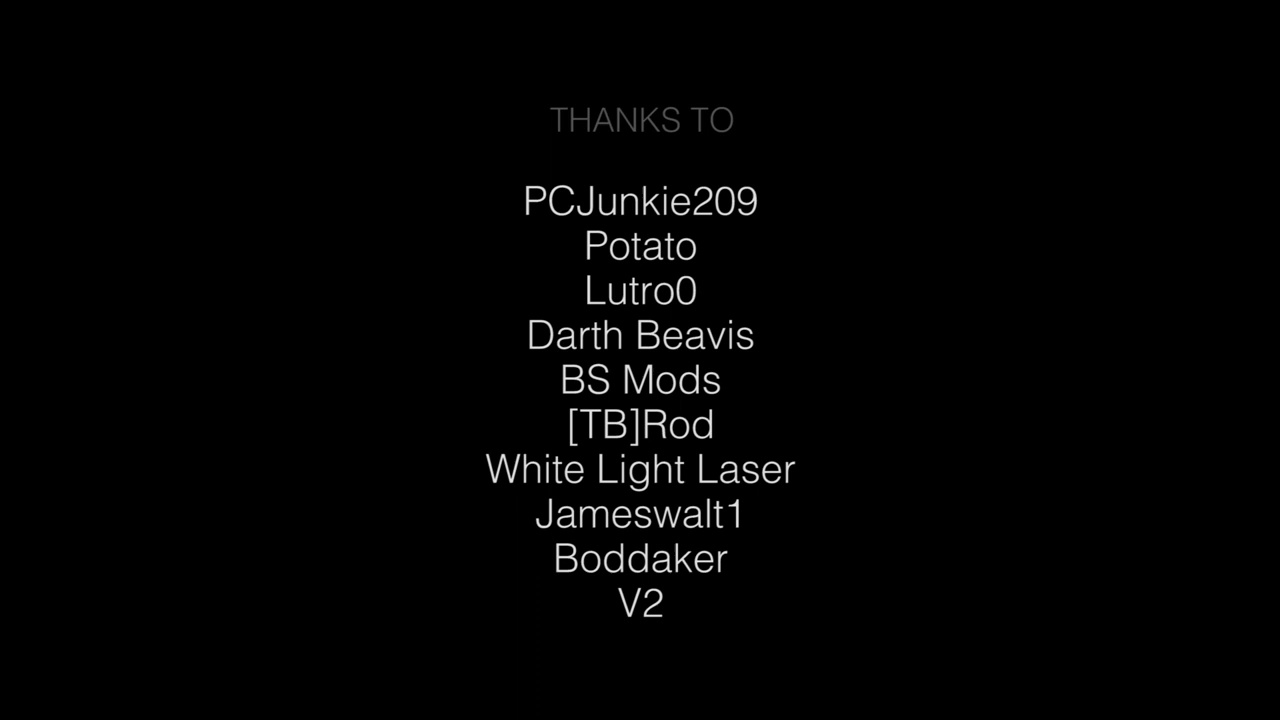 THANKS TO
PCJunkie209
Potato
Lutro0
Darth Beavis
BS Mods
[TB]Rod
White Light Laser
Jameswalt1
Boddaker
V2